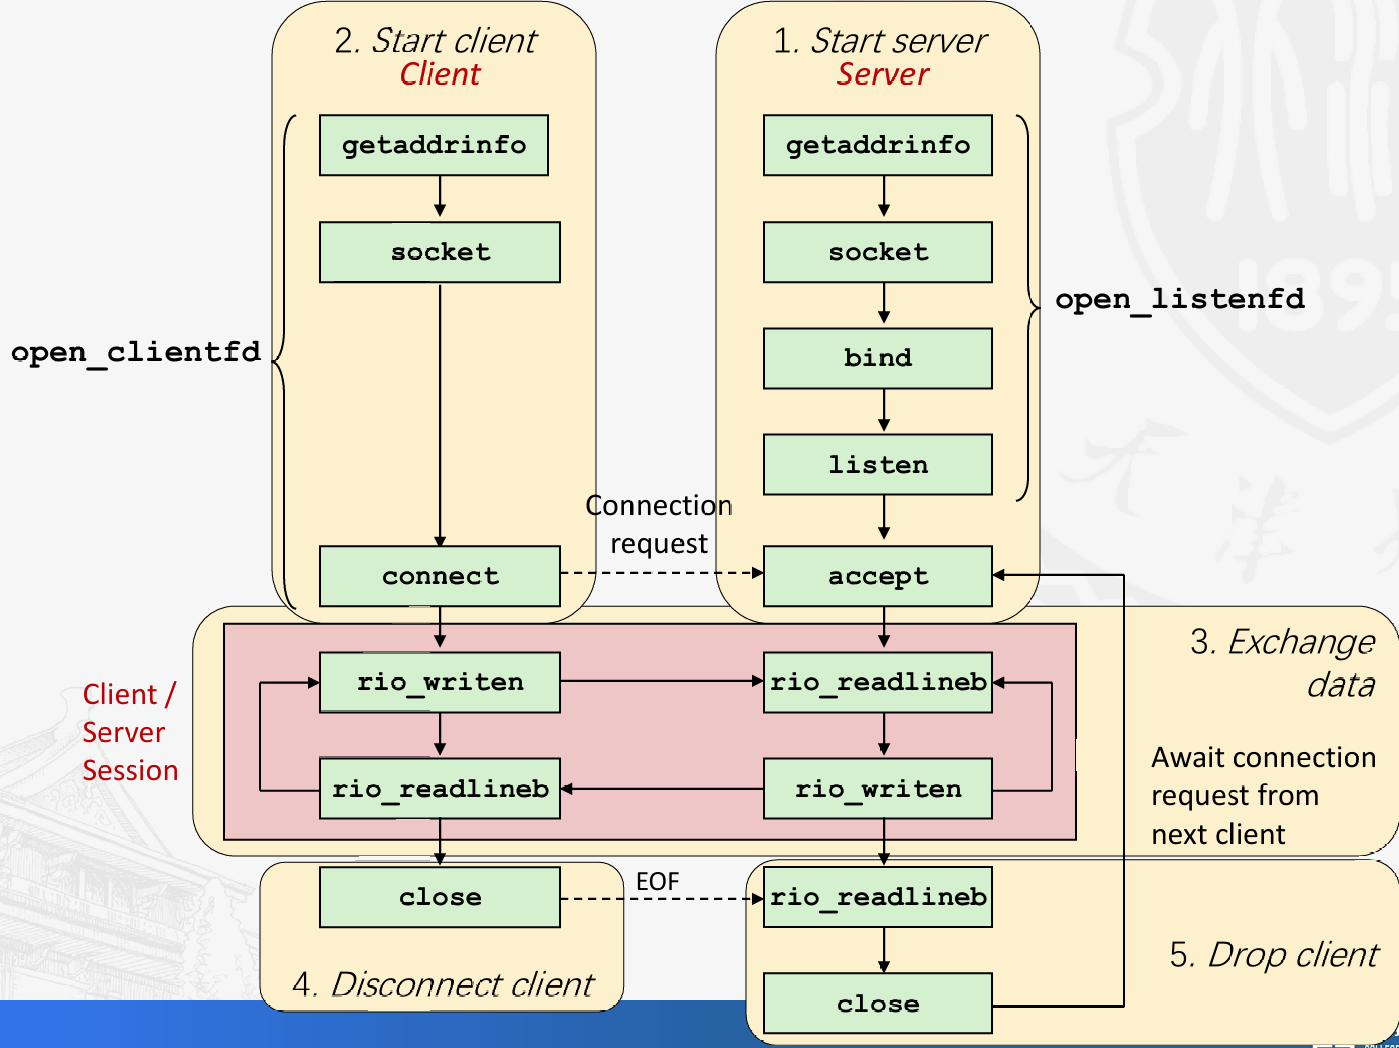 2. Start client
Client
1. Start server
Server
getaddrinfo
getaddrinfo
socket
socket
open_clientfd
open_listenfd
bind
listen
Connection
request
connect
accept
3. Exchange
data
Client /
Server
Session
rio_writen
rio_readlineb
rio_readlineb
rio_writen
Await connection
request from
next client
close
EOF
rio_readlineb
4. Disconnect client
5. Drop client
close
1895